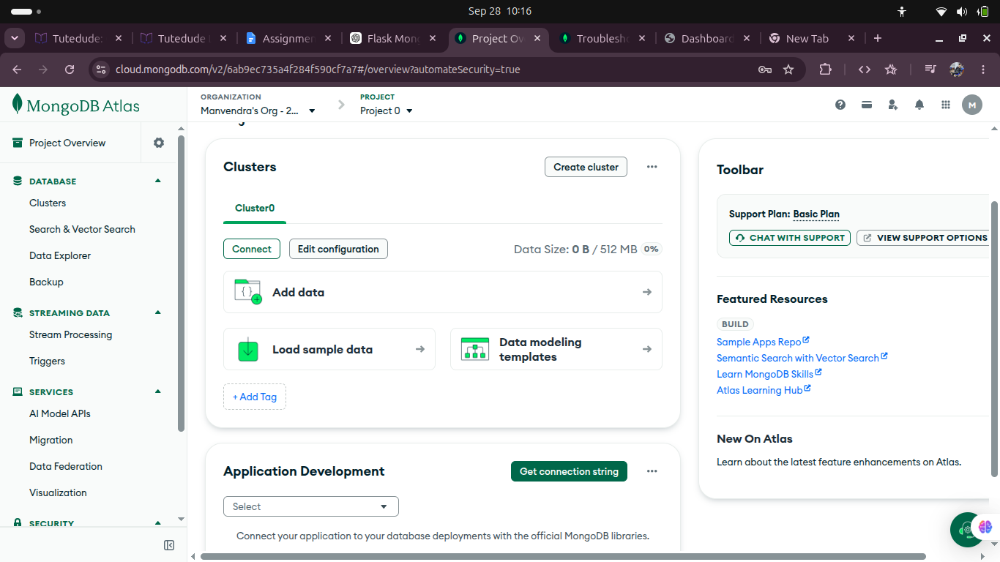 Sep 28 10:16
Tutedude:
Tutedude
Assignmen
Flask Mong
Project Ov
Troublesh
Dashboard
New Tab
cloud.mongodb.com/v2/6ab9ec735a4f284f590cf7a7#/overview?automateSecurity=true
MongoDB Atlas
ORGANIZATION
Manvendra's Org - 2...
PROJECT
Project 0
M
Project Overview
DATABASE
Clusters
Search & Vector Search
Data Explorer
Backup
STREAMING DATA
Stream Processing
Triggers
SERVICES
AI Model APIs
Migration
Data Federation
Visualization
SECURITY
Clusters
Create cluster
Cluster0
Connect
Edit configuration
Data Size: 0 B / 512 MB 0%
Add data
Load sample data
Data modeling
templates
+ Add Tag
Application Development
Get connection string
Select
Connect your application to your database deployments with the official MongoDB libraries.
Toolbar
Support Plan: Basic Plan
CHAT WITH SUPPORT
VIEW SUPPORT OPTIONS
Featured Resources
BUILD
Sample Apps Repo
Semantic Search with Vector Search
Learn MongoDB Skills
Atlas Learning Hub
New On Atlas
Learn about the latest feature enhancements on Atlas.